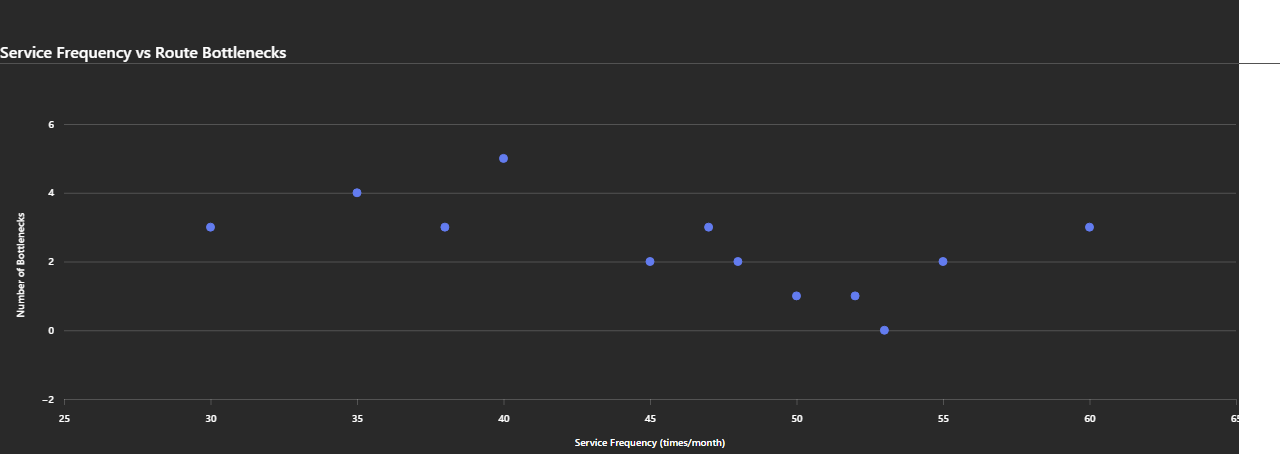 Service Frequency vs Route Bottlenecks
6
4
2
0
−2
Number of Bottlenecks
25 30 35 40 45 50 55 60 65
Service Frequency (times/month)